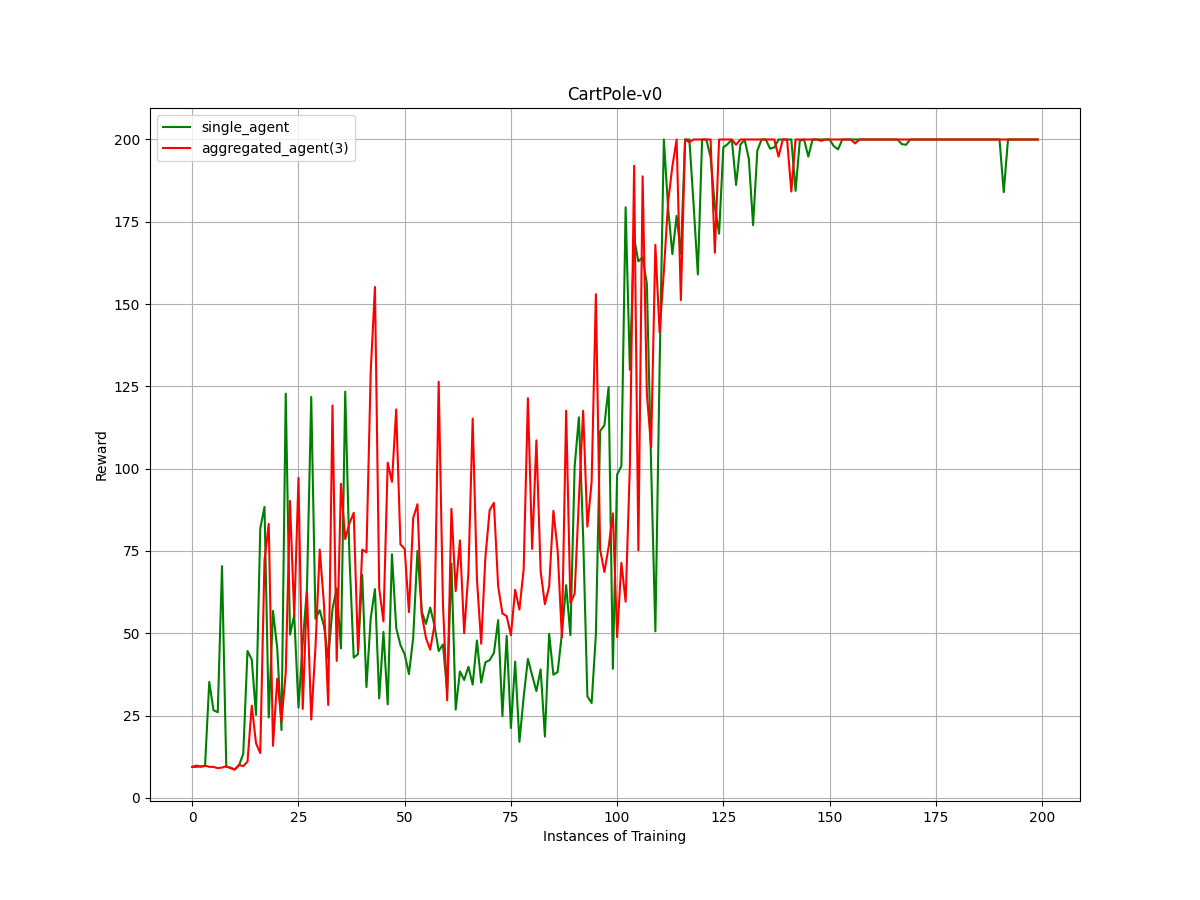 CartPole-v0
single_agent
aggregated_agent(3)
200
175
150
125
100
75
50
25
0
Reward
0 25 50 75 100 125 150 175 200
Instances of Training